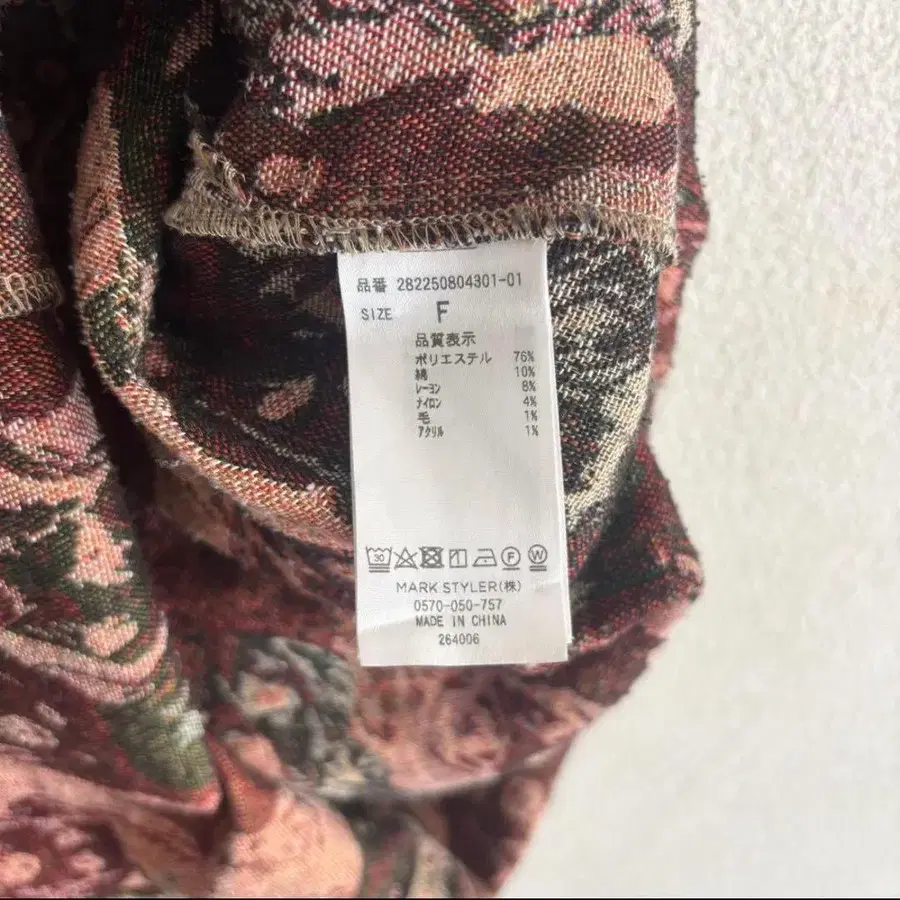 品番 282250804301-01
SIZE F
品質表示
ポリエステル 76%
綿 10%
レーヨン 8%
ナイロン 4%
毛 1%
アクリル 1%
30 F W
MARK STYLER(株)
0570-050-757
MADE IN CHINA
264006